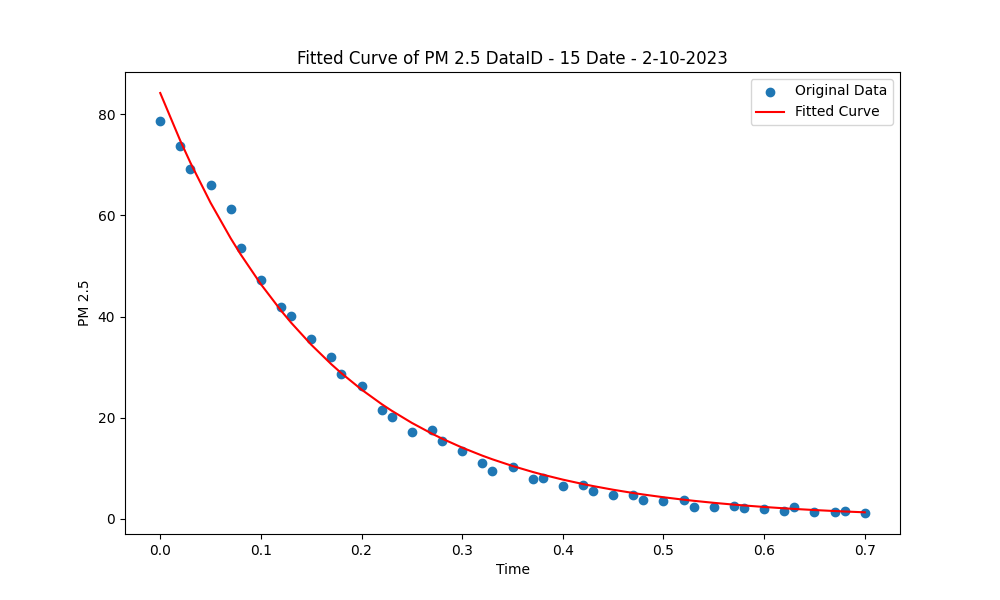 Fitted Curve of PM 2.5 DataID - 15 Date - 2-10-2023
Original Data
Fitted Curve
80
60
40
20
0
PM 2.5
0.0 0.1 0.2 0.3 0.4 0.5 0.6 0.7
Time